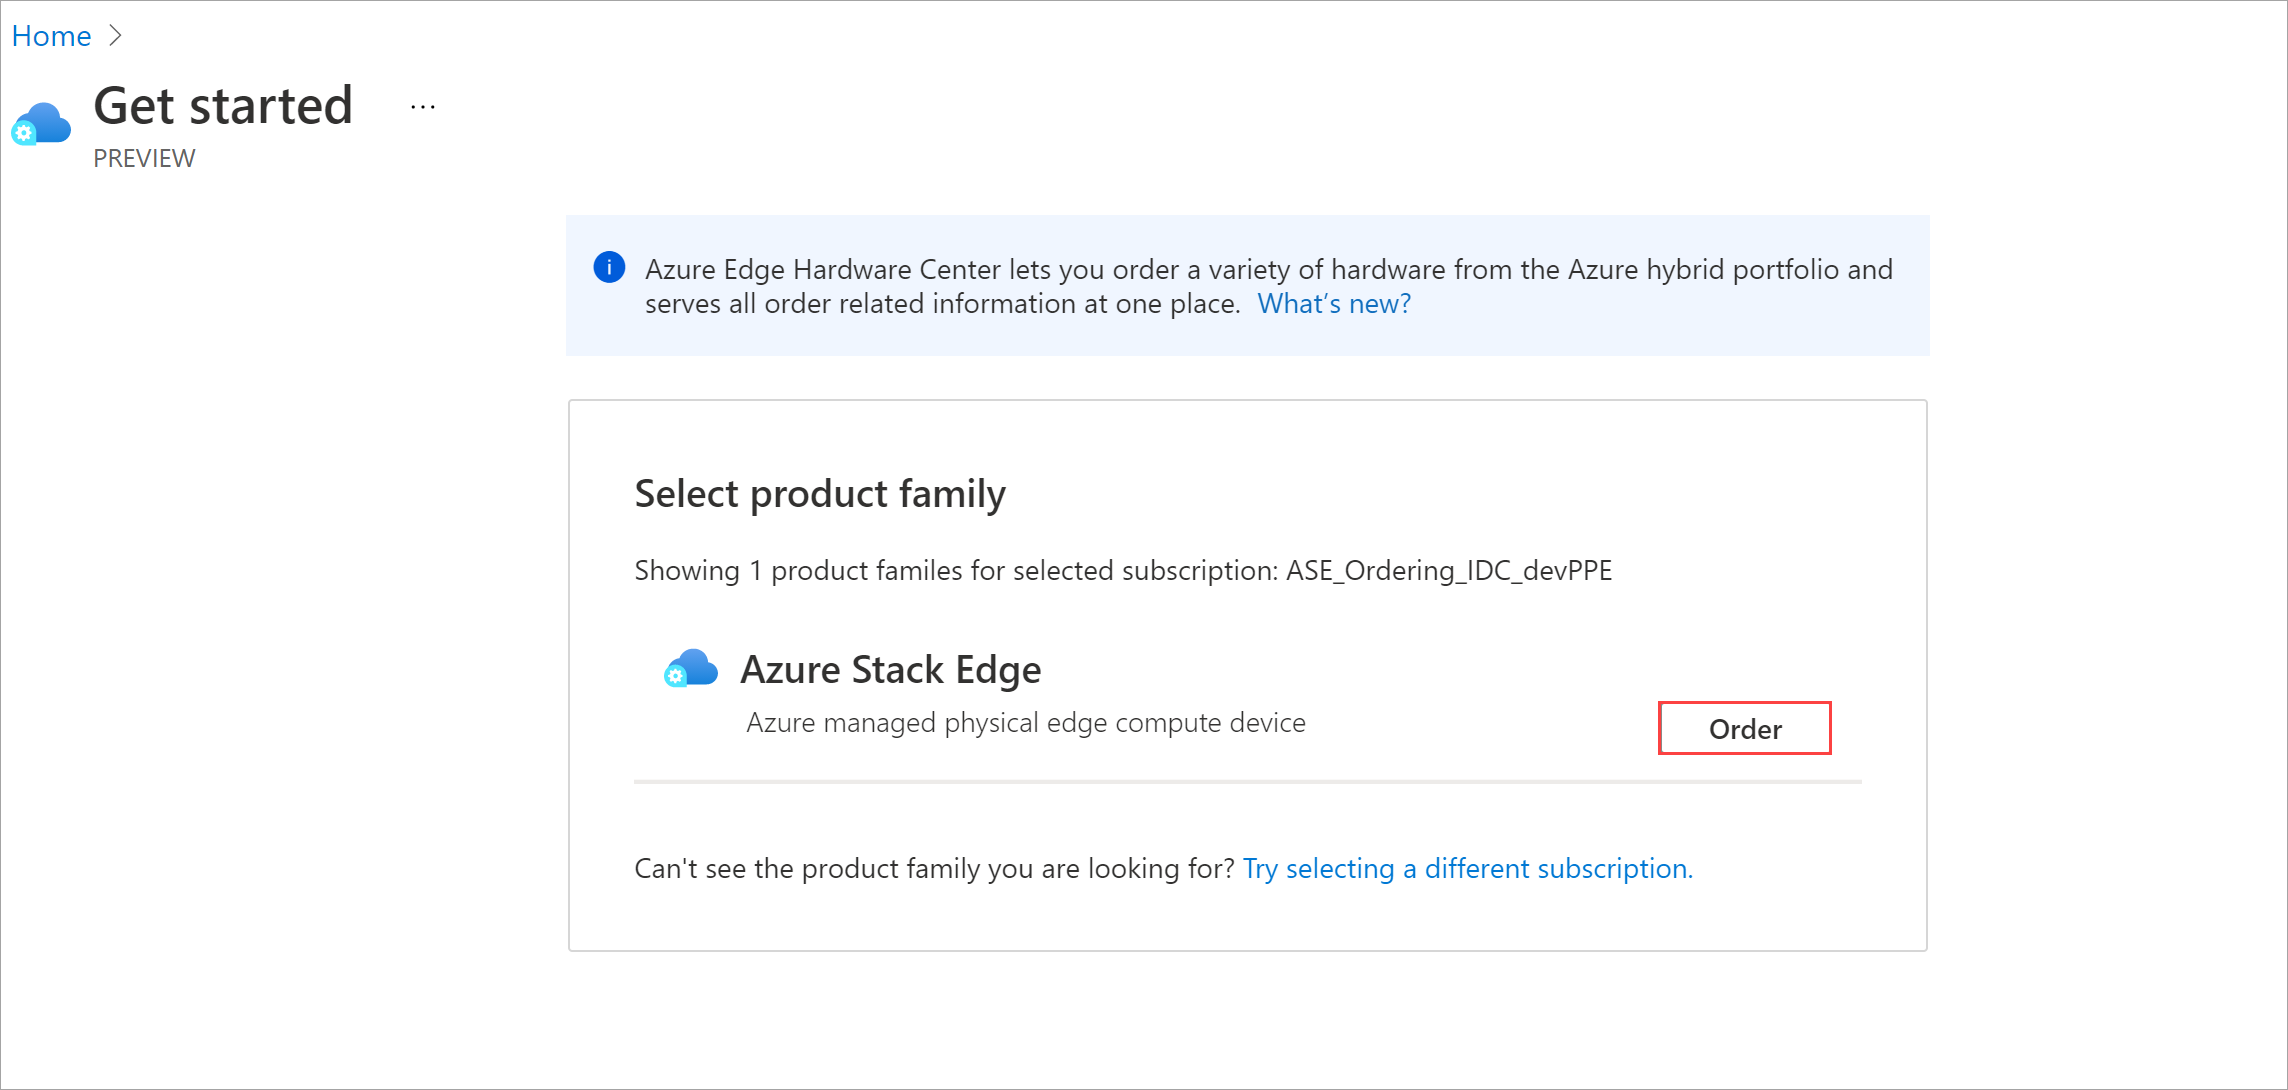 Home
Get started
...
PREVIEW
Azure Edge Hardware Center lets you order a variety of hardware from the Azure hybrid portfolio and
serves all order related information at one place. What’s new?
Select product family
Showing 1 product familes for selected subscription: ASE_Ordering_IDC_devPPE
Azure Stack Edge
Azure managed physical edge compute device
Order
Can't see the product family you are looking for? Try selecting a different subscription.